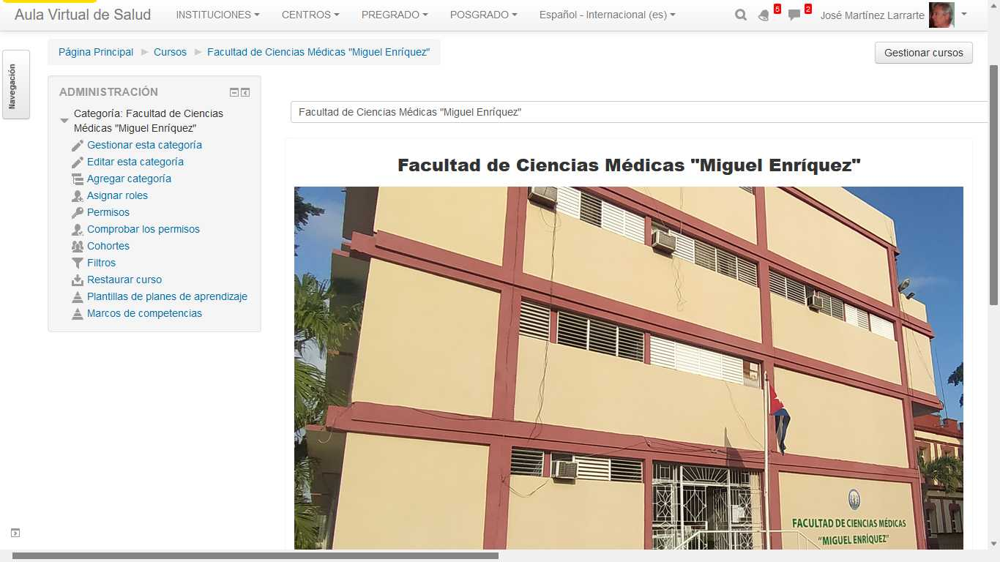 Aula Virtual de Salud INSTITUCIONES CENTROS PREGRADO POSGRADO Español - Internacional (es) 5 2 José Martínez Larrarte
Página Principal Cursos Facultad de Ciencias Médicas "Miguel Enríquez" Gestionar cursos
Navegación
ADMINISTRACIÓN
Categoría: Facultad de Ciencias
Médicas "Miguel Enríquez"
Gestionar esta categoría
Editar esta categoría
Agregar categoría
Asignar roles
Permisos
Comprobar los permisos
Cohortes
Filtros
Restaurar curso
Plantillas de planes de aprendizaje
Marcos de competencias
Facultad de Ciencias Médicas "Miguel Enríquez"
Facultad de Ciencias Médicas "Miguel Enríquez"
FACULTAD DE CIENCIAS MÉDICAS
"MIGUEL ENRÍQUEZ"